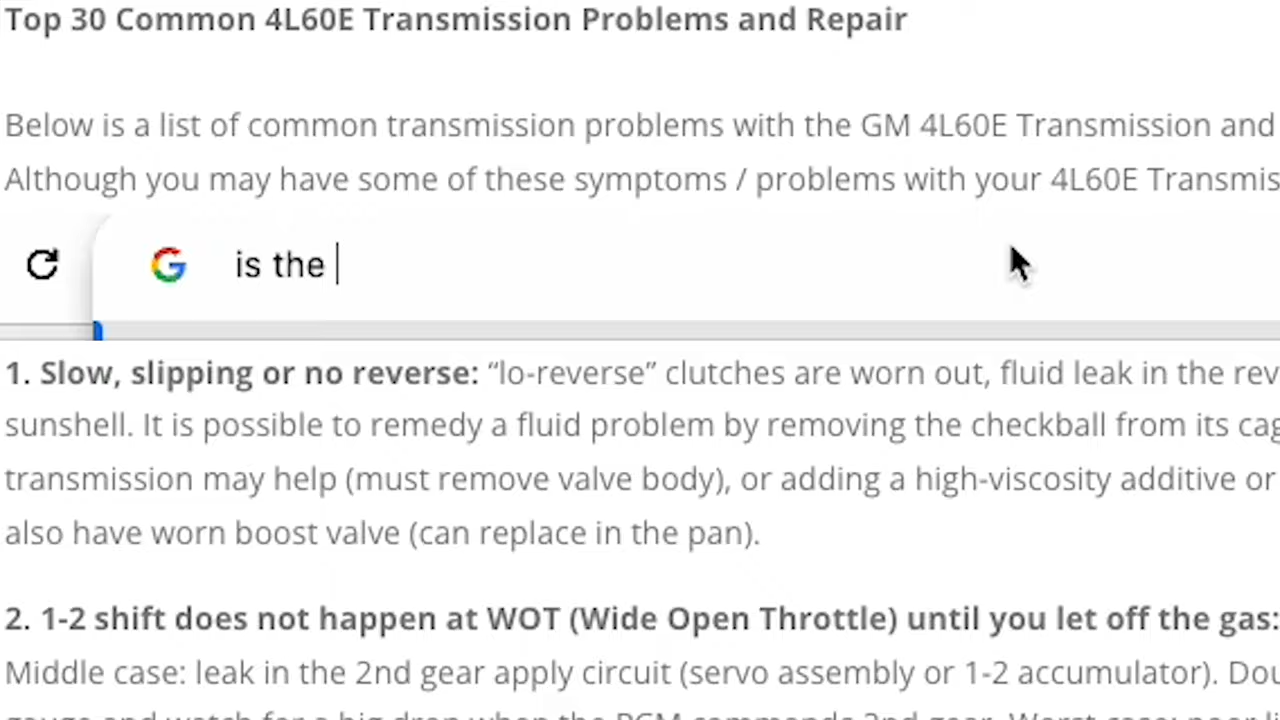 Top 30 Common 4L60E Transmission Problems and Repair
Below is a list of common transmission problems with the GM 4L60E Transmission and
Although you may have some of these symptoms / problems with your 4L60E Transmis
is the
1. Slow, slipping or no reverse: “lo-reverse” clutches are worn out, fluid leak in the rev
sunshell. It is possible to remedy a fluid problem by removing the checkball from its cag
transmission may help (must remove valve body), or adding a high-viscosity additive or
also have worn boost valve (can replace in the pan).
2. 1-2 shift does not happen at WOT (Wide Open Throttle) until you let off the gas:
Middle case: leak in the 2nd gear apply circuit (servo assembly or 1-2 accumulator). Dou